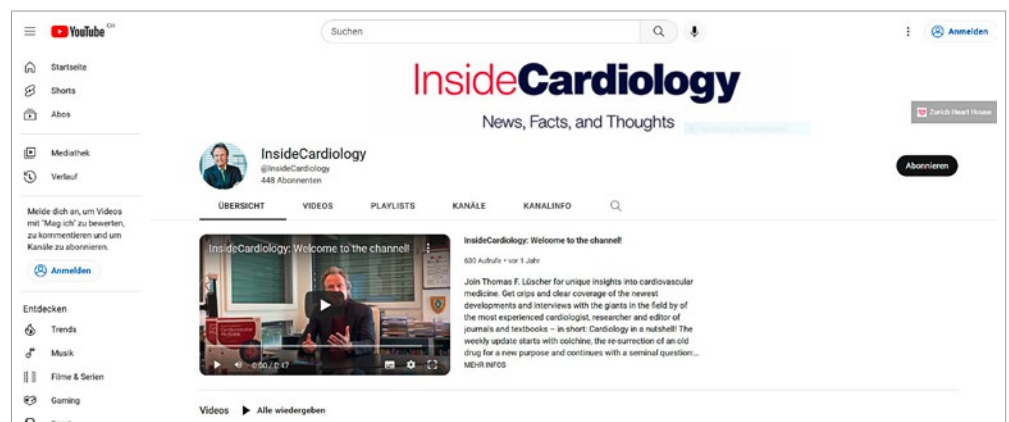 YouTube CH
Suchen
Anmelden
Startseite
Shorts
Abos
Mediathek
Verlauf
Melde dich an, um Videos
mit 'Mag ich' zu bewerten,
zu kommentieren und um
Kanäle zu abonnieren.
Anmelden
Entdecken
Trends
Musik
Filme & Serien
Gaming
InsideCardiology
News, Facts, and Thoughts
Zurich Heart House
InsideCardiology
@InsideCardiology
448 Abonnenten
Abonnieren
ÜBERSICHT VIDEOS PLAYLISTS KANÄLE KANALINFO
InsideCardiology: Welcome to the channel!
Cardiovascular
Medicine
0:00 / 0:47
InsideCardiology: Welcome to the channel!
630 Aufrufe • vor 1 Jahr
Join Thomas F. Lüscher for unique insights into cardiovascular
medicine. Get crips and clear coverage of the newest
developments and interviews with the giants in the field by of
the most experienced cardiologist, researcher and editor of
journals and textbooks – in short: Cardiology in a nutshell! The
weekly update starts with colchine, the re-surrection of an old
drug for a new purpose and continues with a seminal question:...
MEHR INFOS
Videos Alle wiedergeben